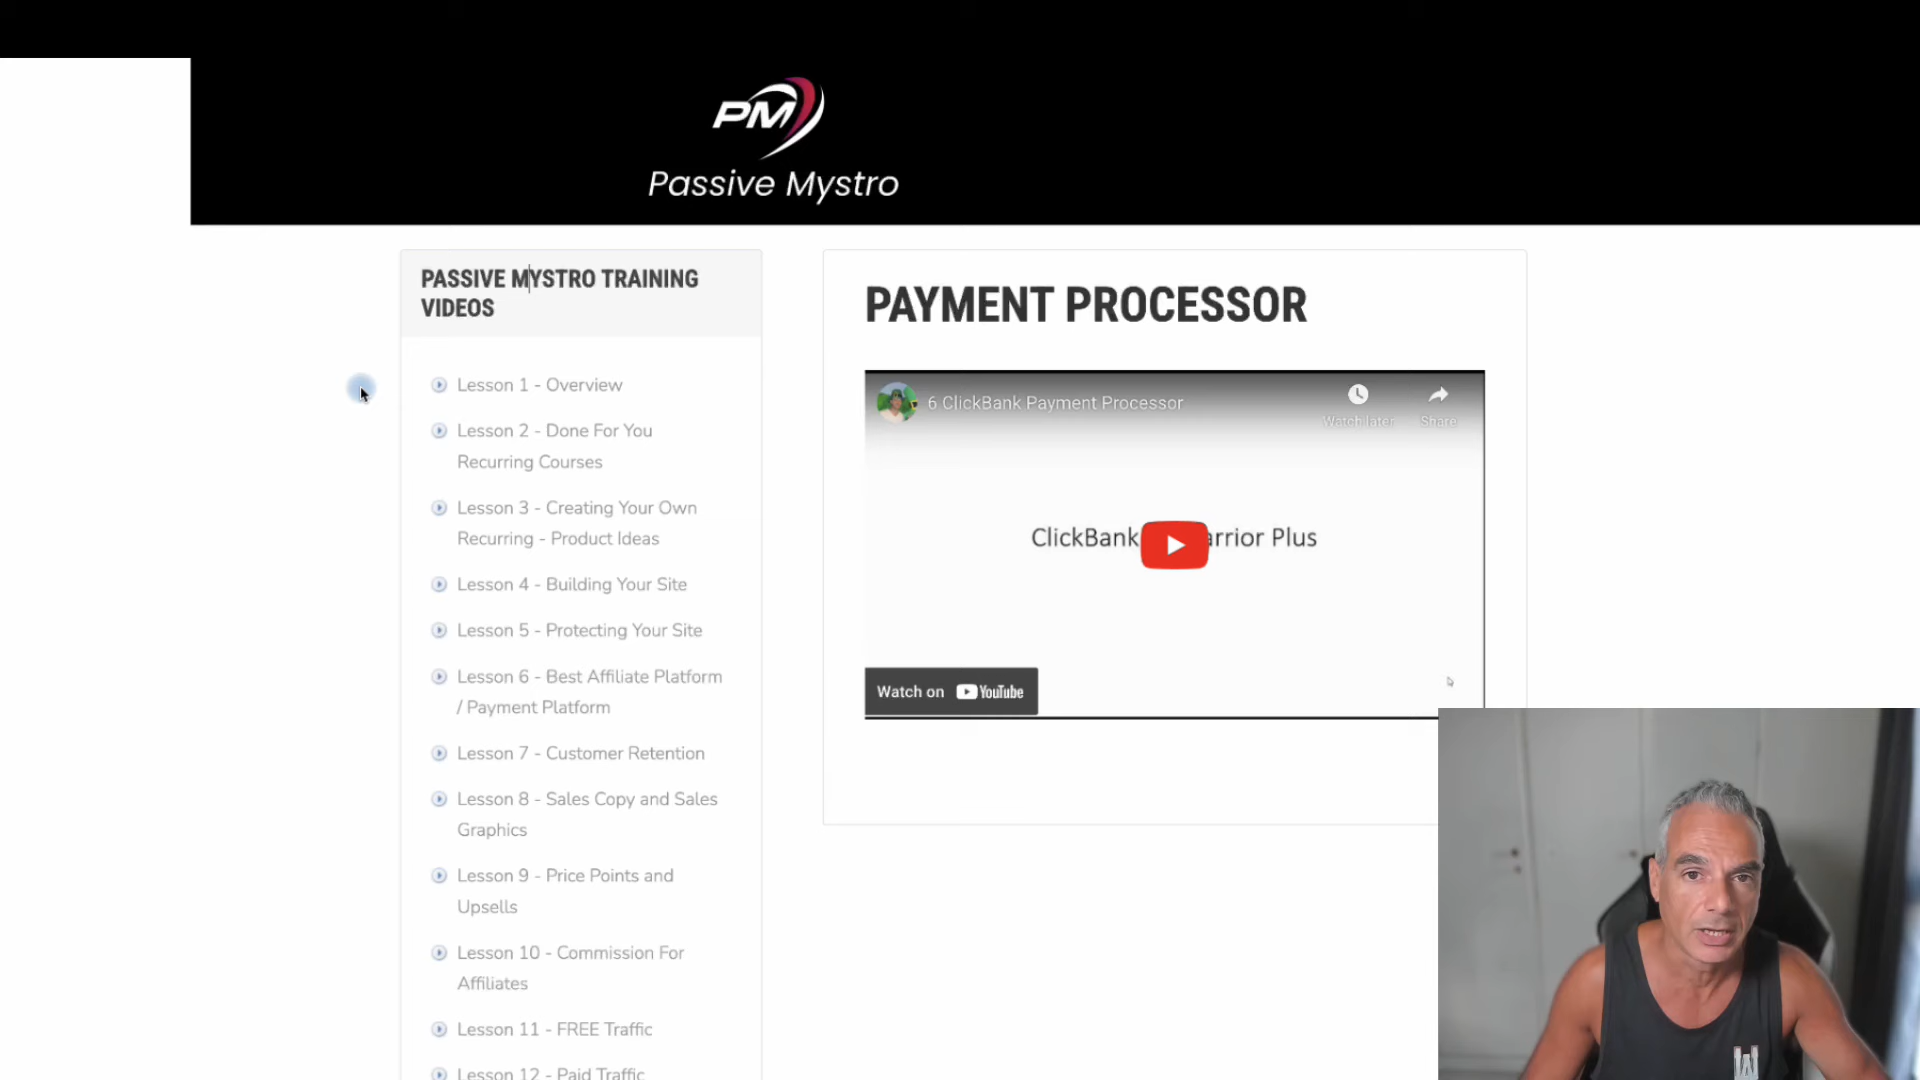 PM
Passive Mystro
PASSIVE MYSTRO TRAINING
VIDEOS
Lesson 1 - Overview
Lesson 2 - Done For You
Recurring Courses
Lesson 3 - Creating Your Own
Recurring - Product Ideas
Lesson 4 - Building Your Site
Lesson 5 - Protecting Your Site
Lesson 6 - Best Affiliate Platform
/ Payment Platform
Lesson 7 - Customer Retention
Lesson 8 - Sales Copy and Sales
Graphics
Lesson 9 - Price Points and
Upsells
Lesson 10 - Commission For
Affiliates
Lesson 11 - FREE Traffic
Lesson 12 - Paid Traffic
PAYMENT PROCESSOR
6 ClickBank Payment Processor
Watch later
Share
ClickBank arrior Plus
Watch on YouTube